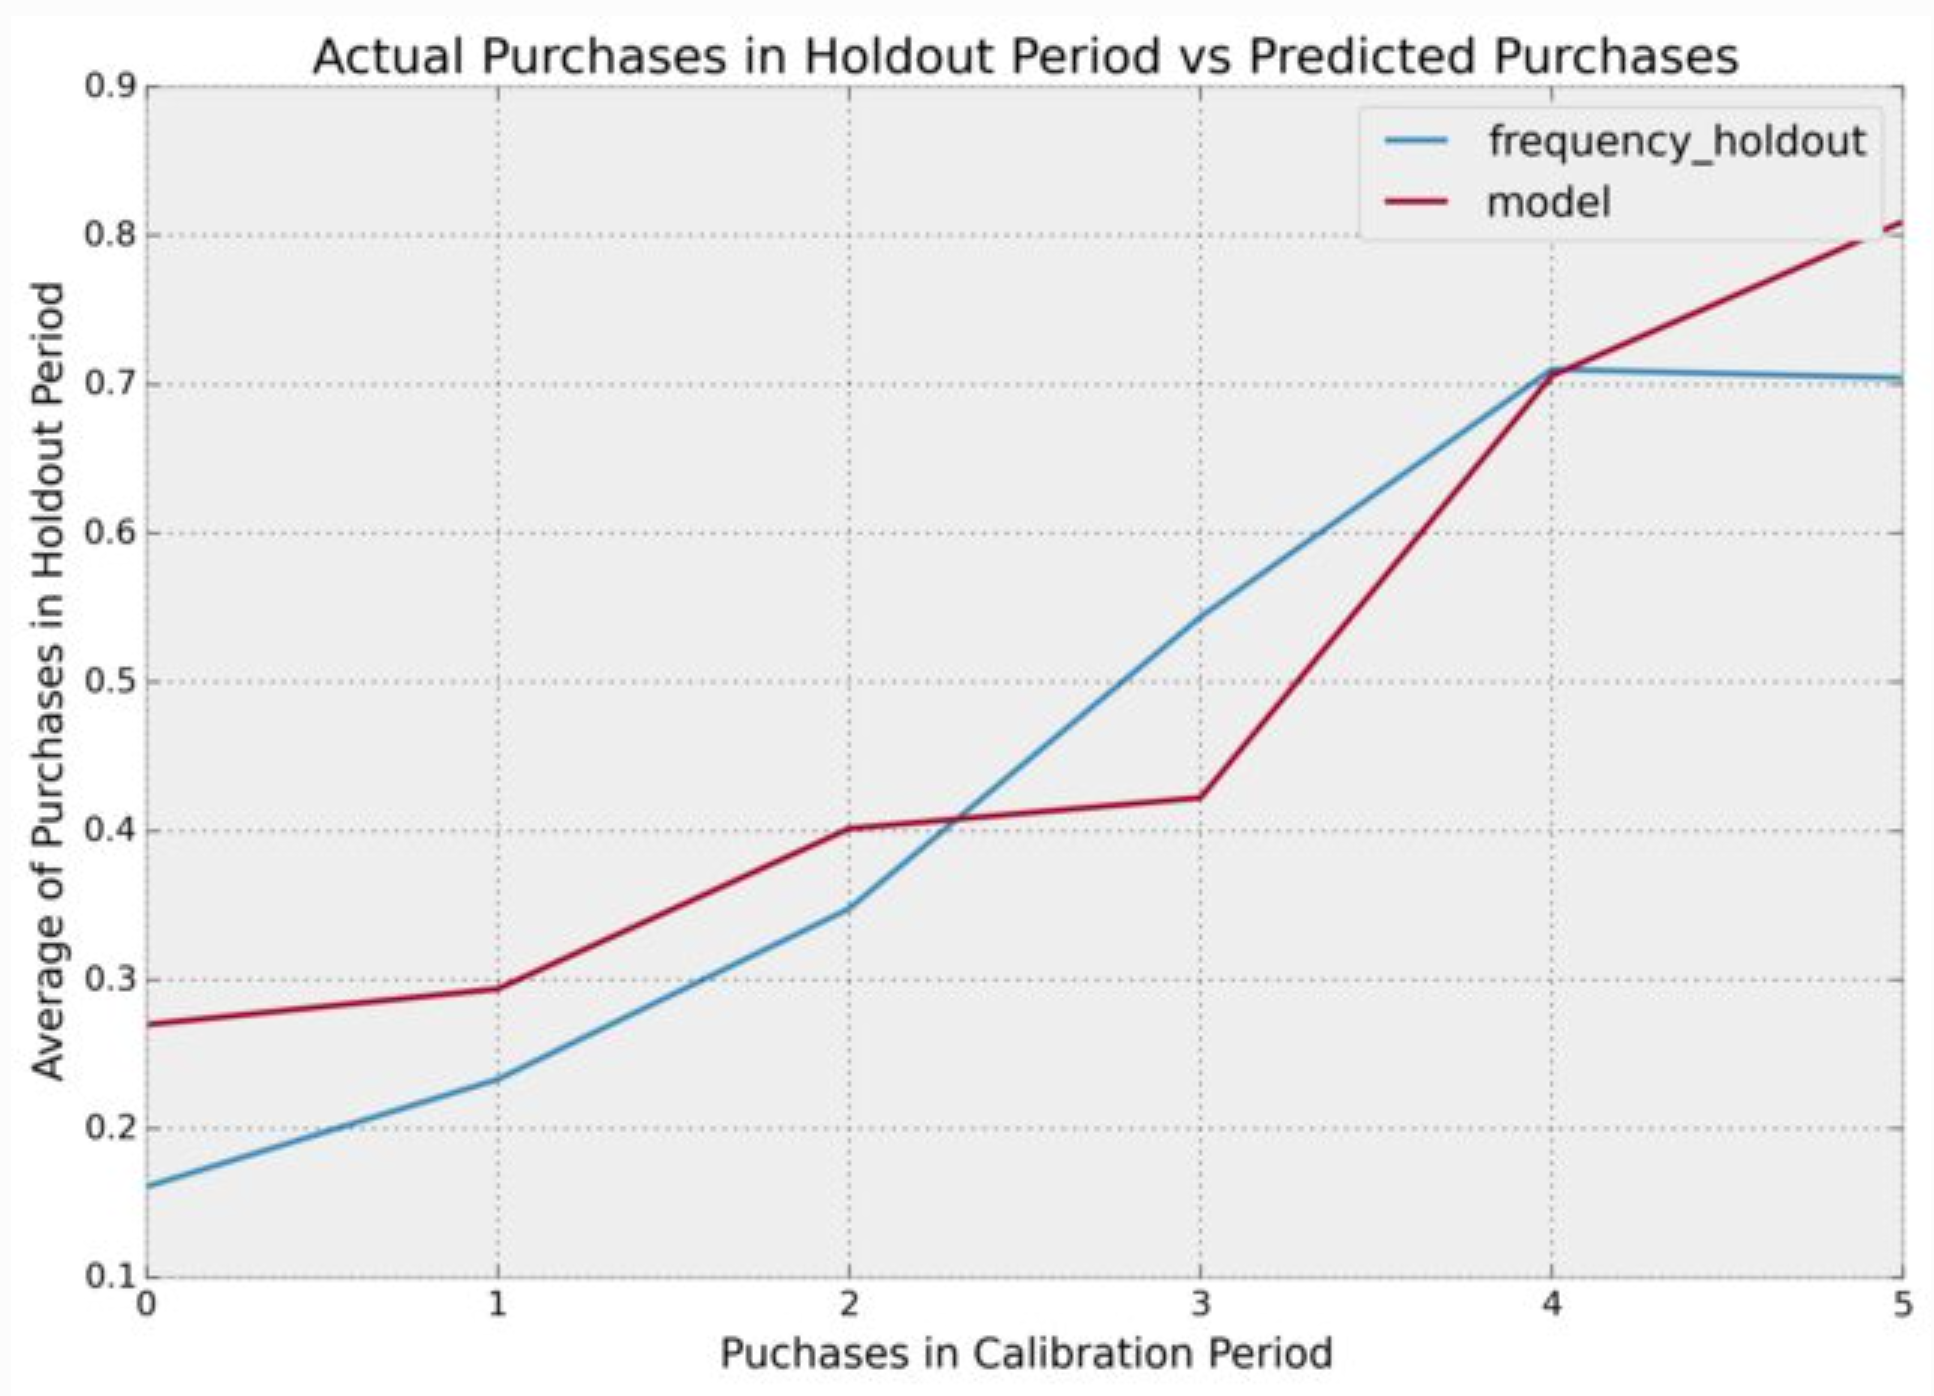 Actual Purchases in Holdout Period vs Predicted Purchases
frequency_holdout
model
Average of Purchases in Holdout Period
0.9
0.8
0.7
0.6
0.5
0.4
0.3
0.2
0.1
0 1 2 3 4 5
Puchases in Calibration Period